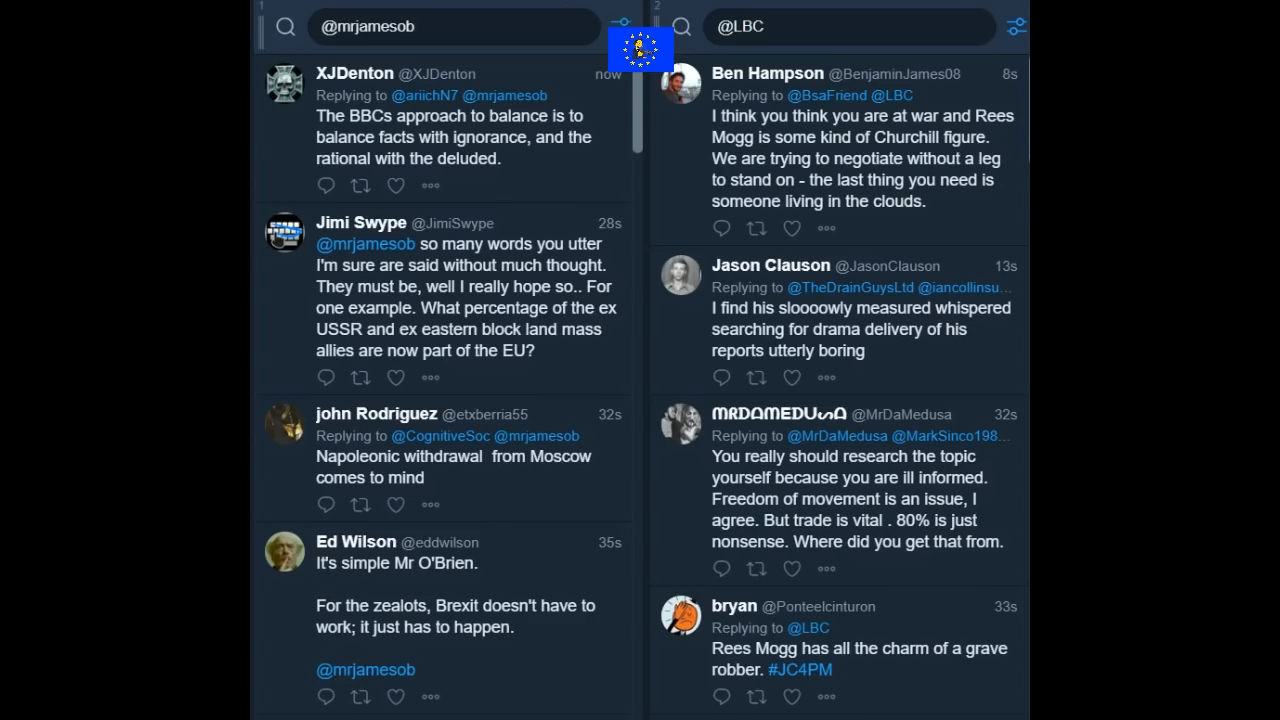 1
@mrjamesob
XJDenton @XJDenton now
Replying to @ariichN7 @mrjamesob
The BBCs approach to balance is to
balance facts with ignorance, and the
rational with the deluded.
Jimi Swype @JimiSwype 28s
@mrjamesob so many words you utter
I'm sure are said without much thought.
They must be, well I really hope so.. For
one example. What percentage of the ex
USSR and ex eastern block land mass
allies are now part of the EU?
john Rodriguez @etxberria55 32s
Replying to @CognitiveSoc @mrjamesob
Napoleonic withdrawal from Moscow
comes to mind
Ed Wilson @eddwilson 35s
It's simple Mr O'Brien.
For the zealots, Brexit doesn't have to
work; it just has to happen.
@mrjamesob
2
@LBC
Ben Hampson @BenjaminJames08 8s
Replying to @BsaFriend @LBC
I think you think you are at war and Rees
Mogg is some kind of Churchill figure.
We are trying to negotiate without a leg
to stand on - the last thing you need is
someone living in the clouds.
Jason Clauson @JasonClauson 13s
Replying to @TheDrainGuysLtd @iancollinsu...
I find his sloooowly measured whispered
searching for drama delivery of his
reports utterly boring
ᗰᖇᗪᗩᗰEᗪᑌᔕᗩ @MrDaMedusa 32s
Replying to @MrDaMedusa @MarkSinco198...
You really should research the topic
yourself because you are ill informed.
Freedom of movement is an issue, I
agree. But trade is vital . 80% is just
nonsense. Where did you get that from.
bryan @Ponteelcinturon 33s
Replying to @LBC
Rees Mogg has all the charm of a grave
robber. #JC4PM